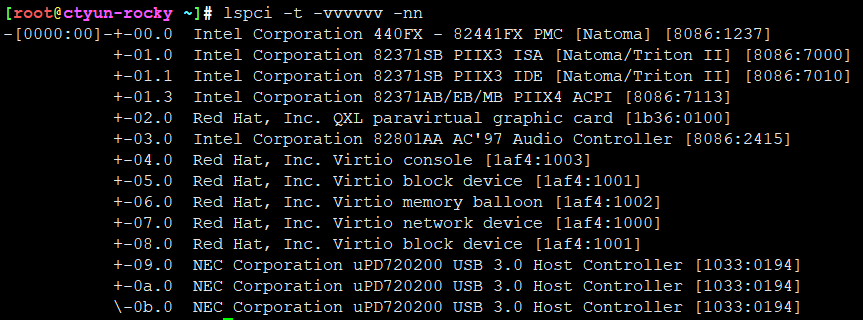 [root@ctyun-rocky ~]# lspci -t -vvvvvv -nn
-[0000:00]-+-00.0  Intel Corporation 440FX - 82441FX PMC [Natoma] [8086:1237]
           +-01.0  Intel Corporation 82371SB PIIX3 ISA [Natoma/Triton II] [8086:7000]
           +-01.1  Intel Corporation 82371SB PIIX3 IDE [Natoma/Triton II] [8086:7010]
           +-01.3  Intel Corporation 82371AB/EB/MB PIIX4 ACPI [8086:7113]
           +-02.0  Red Hat, Inc. QXL paravirtual graphic card [1b36:0100]
           +-03.0  Intel Corporation 82801AA AC'97 Audio Controller [8086:2415]
           +-04.0  Red Hat, Inc. Virtio console [1af4:1003]
           +-05.0  Red Hat, Inc. Virtio block device [1af4:1001]
           +-06.0  Red Hat, Inc. Virtio memory balloon [1af4:1002]
           +-07.0  Red Hat, Inc. Virtio network device [1af4:1000]
           +-08.0  Red Hat, Inc. Virtio block device [1af4:1001]
           +-09.0  NEC Corporation uPD720200 USB 3.0 Host Controller [1033:0194]
           +-0a.0  NEC Corporation uPD720200 USB 3.0 Host Controller [1033:0194]
           \-0b.0  NEC Corporation uPD720200 USB 3.0 Host Controller [1033:0194]